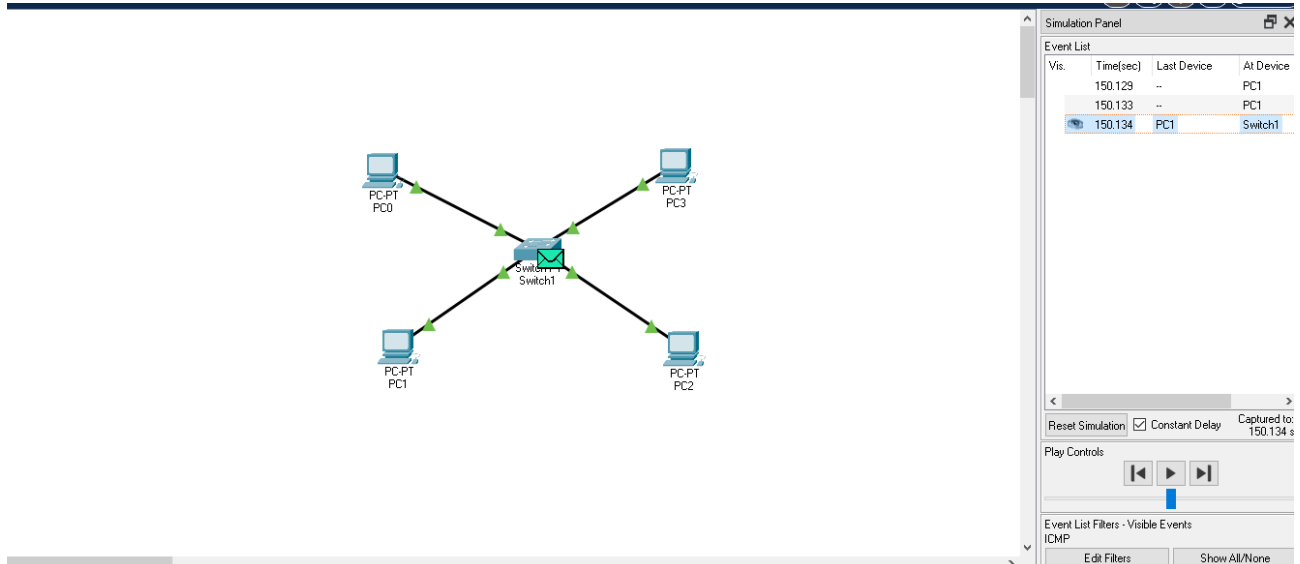 Simulation Panel
Event List
Vis. Time(sec) Last Device At Device
150.129 -- PC1
150.133 -- PC1
150.134 PC1 Switch1
PC-PT
PC0
PC-PT
PC3
Switch1
PC-PT
PC1
PC-PT
PC2
Reset Simulation Constant Delay Captured to:
150.134 s
Play Controls
Event List Filters - Visible Events
ICMP
Edit Filters Show All/None